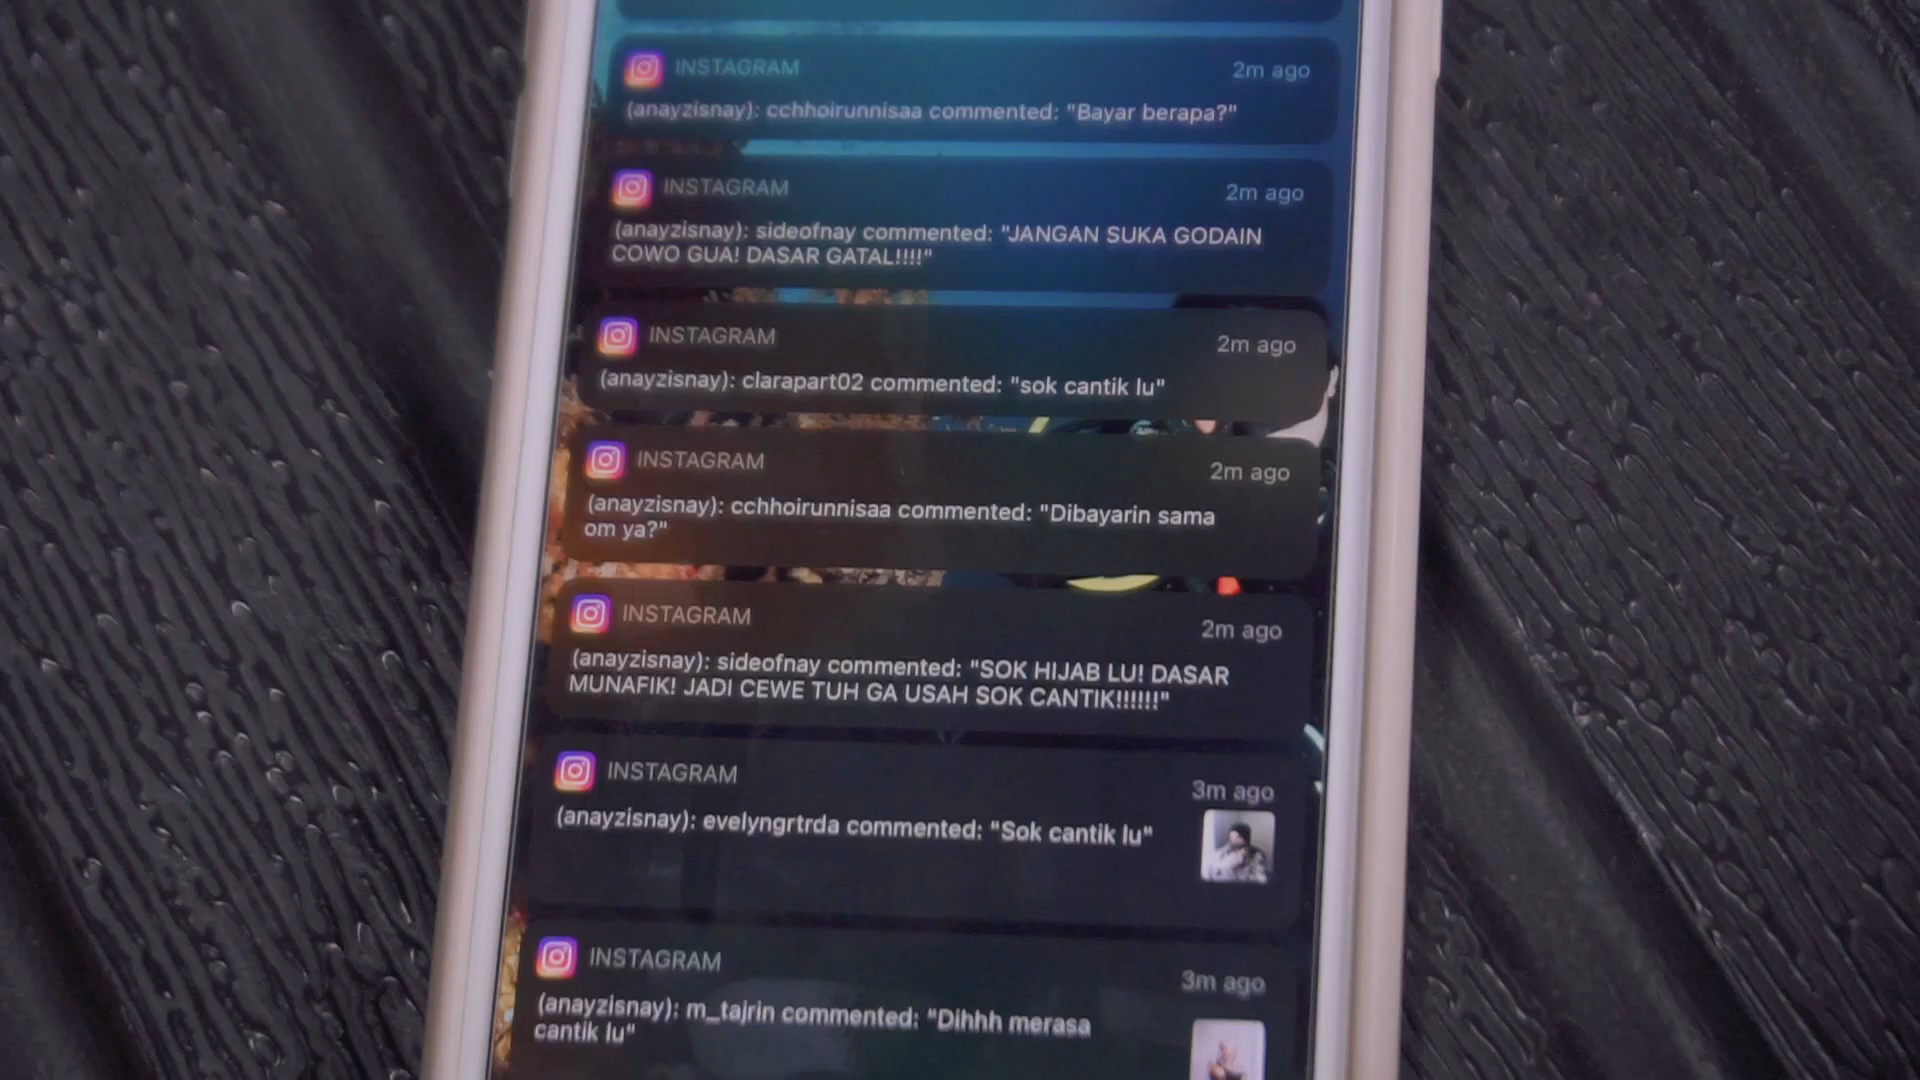 INSTAGRAM
2m ago
(anayzisnay): cchhoirunnisaa commented: "Bayar berapa?"
INSTAGRAM
2m ago
(anayzisnay): sideofnay commented: "JANGAN SUKA GODAIN
COWO GUA! DASAR GATAL!!!!"
INSTAGRAM
2m ago
(anayzisnay): clarapart02 commented: "sok cantik lu"
INSTAGRAM
2m ago
(anayzisnay): cchhoirunnisaa commented: "Dibayarin sama
om ya?"
INSTAGRAM
2m ago
(anayzisnay): sideofnay commented: "SOK HIJAB LU! DASAR
MUNAFIK! JADI CEWE TUH GA USAH SOK CANTIK!!!!!!"
INSTAGRAM
3m ago
(anayzisnay): evelyngrtrda commented: "Sok cantik lu"
INSTAGRAM
3m ago
(anayzisnay): m_tajrin commented: "Dihhh merasa
cantik lu"